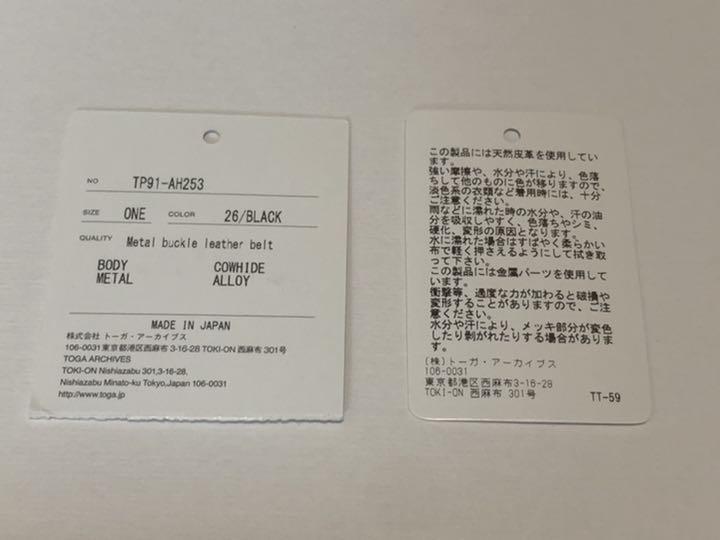 NO TP91-AH253
SIZE ONE COLOR 26/BLACK
QUALITY Metal buckle leather belt
BODY COWHIDE
METAL ALLOY
MADE IN JAPAN
株式会社 トーガ・アーカイブス
106-0031 東京都港区西麻布 3-16-28 TOKI-ON 西麻布 301号
TOGA ARCHIVES
TOKI-ON Nishiazabu 301,3-16-28,
Nishiazabu Minato-ku Tokyo,Japan 106-0031
http://www.toga.jp
この製品には天然皮革を使用してい
ます。
強い摩擦や、水分や汗により、色落
ちして他のものに色が移りますので、
淡色系の衣類など着用時には、十分
ご注意ください。
雨などに濡れた時の水分や、汗の油
分を吸収しやすく、色落ちやシミ、
硬化、変形の原因となります。
水に濡れた場合はすばやく柔らかい
布で軽く押さえるようにして拭き取
って下さい。
この製品には金属パーツを使用して
います。
衝撃等、過度な力が加わると破損や
変形することがありますので、ご注
意ください。
水分や汗により、メッキ部分が変色
したり剥がれたりする場合がありま
す。
(株)トーガ・アーカイブス
106-0031
東京都港区西麻布3-16-28
TOKI-ON 西麻布 301号
TT-59